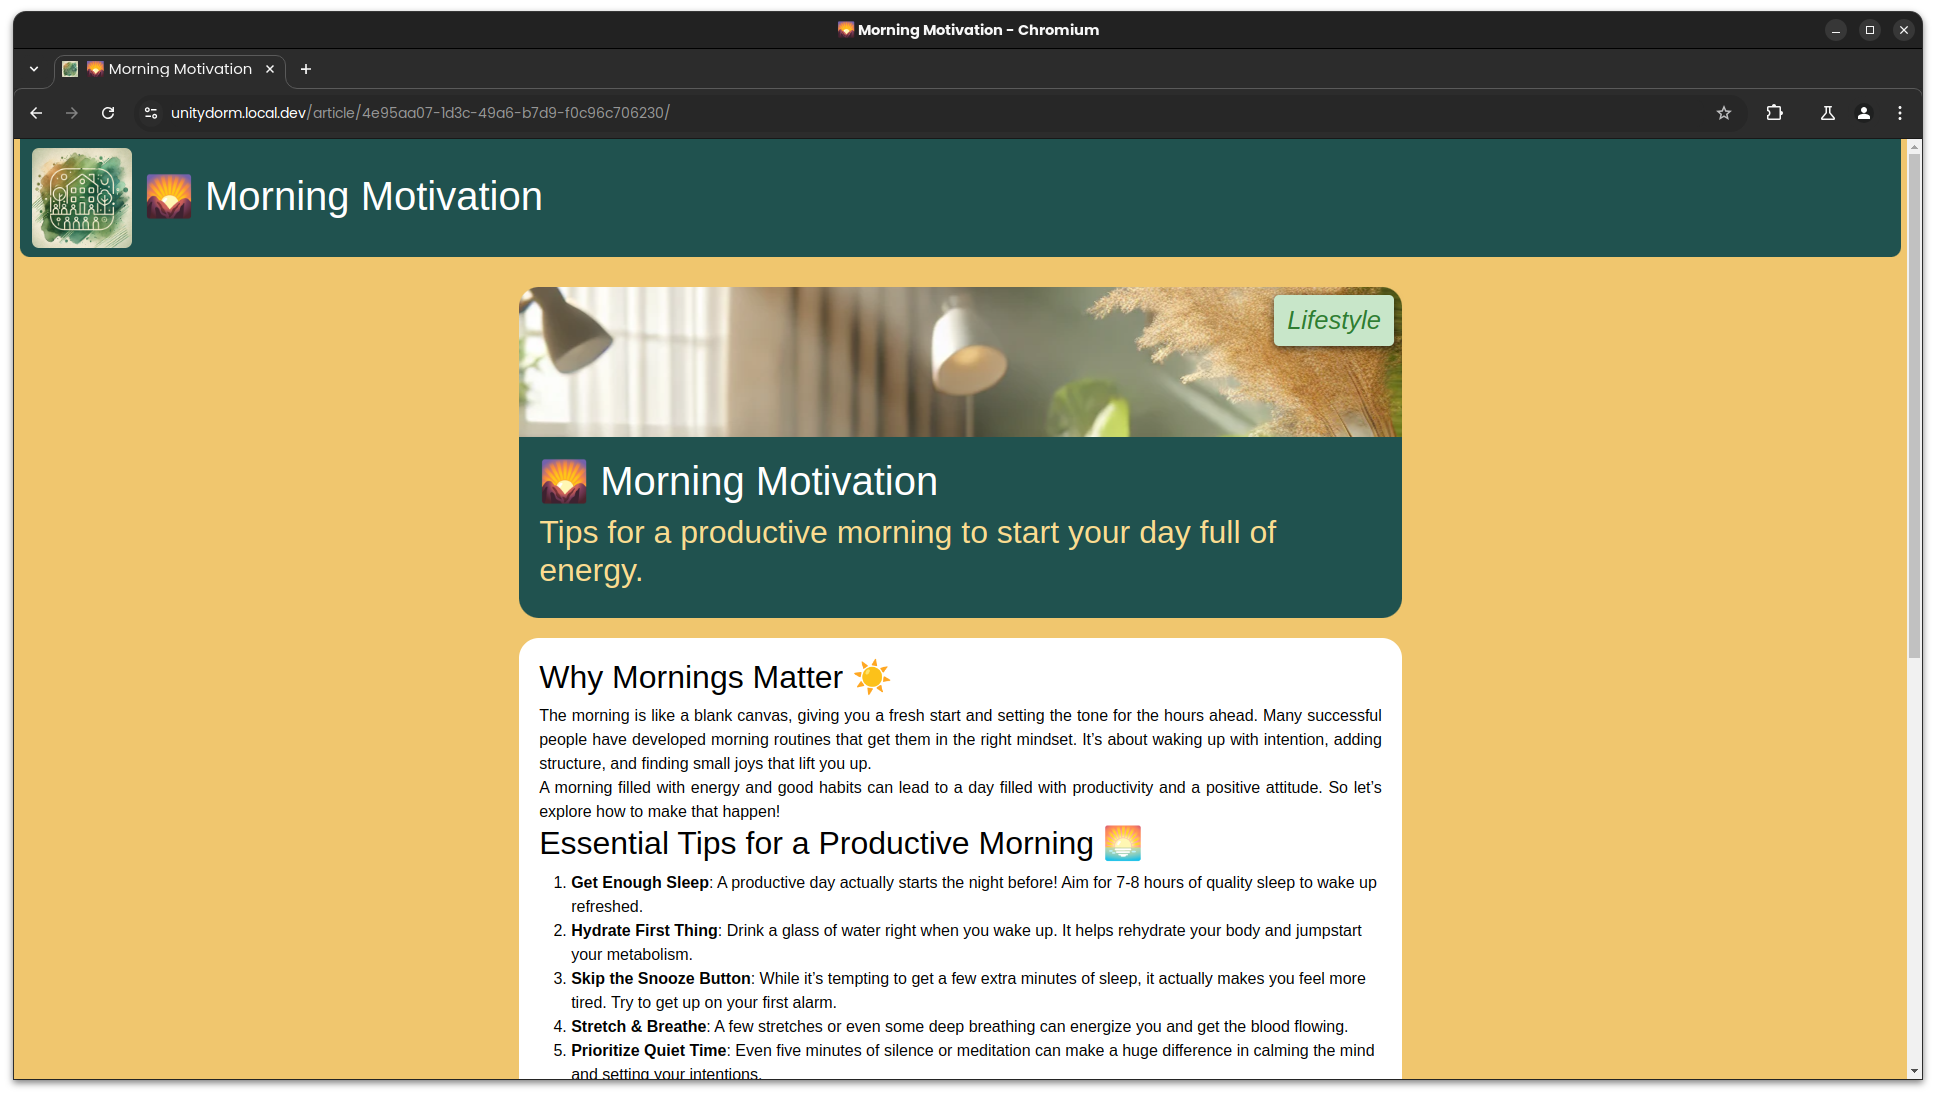 🌄 Morning Motivation - Chromium
🌄 Morning Motivation
unitydorm.local.dev/article/4e95aa07-1d3c-49a6-b7d9-f0c96c706230/
🌄 Morning Motivation
Lifestyle
🌄 Morning Motivation
Tips for a productive morning to start your day full of
energy.
Why Mornings Matter ☀️
The morning is like a blank canvas, giving you a fresh start and setting the tone for the hours ahead. Many successful
people have developed morning routines that get them in the right mindset. It’s about waking up with intention, adding
structure, and finding small joys that lift you up.
A morning filled with energy and good habits can lead to a day filled with productivity and a positive attitude. So let’s
explore how to make that happen!
Essential Tips for a Productive Morning 🌅
1. Get Enough Sleep: A productive day actually starts the night before! Aim for 7-8 hours of quality sleep to wake up
refreshed.
2. Hydrate First Thing: Drink a glass of water right when you wake up. It helps rehydrate your body and jumpstart
your metabolism.
3. Skip the Snooze Button: While it’s tempting to get a few extra minutes of sleep, it actually makes you feel more
tired. Try to get up on your first alarm.
4. Stretch & Breathe: A few stretches or even some deep breathing can energize you and get the blood flowing.
5. Prioritize Quiet Time: Even five minutes of silence or meditation can make a huge difference in calming the mind
and setting your intentions.